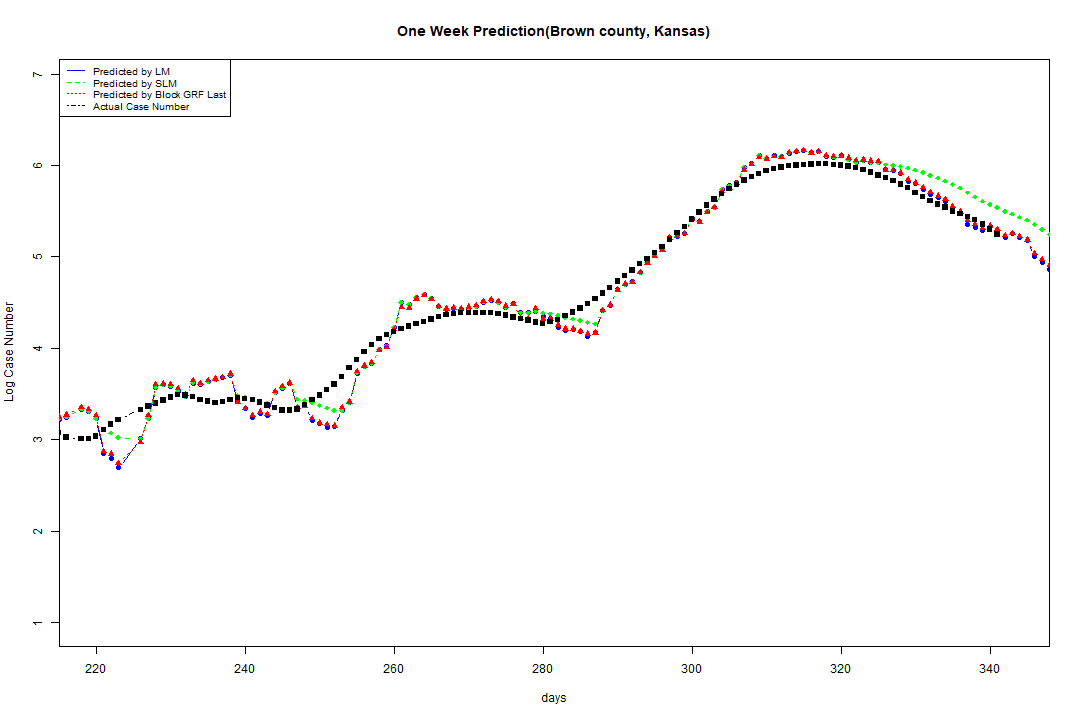 One Week Prediction(Brown county, Kansas)
Predicted by LM
Predicted by SLM
Predicted by Block GRF Last
Actual Case Number
Log Case Number
7
6
5
4
3
2
1
220 240 260 280 300 320 340
days